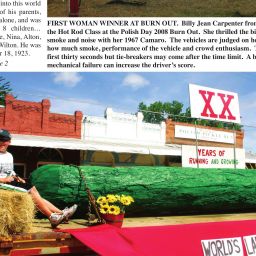 into this world
of his parents,
alone, and was
8 children…
e, Nina, Alton,
Wilton. He was
18, 1923.
e 2
FIRST WOMAN WINNER AT BURN OUT. Billy Jean Carpenter from
the Hot Rod Class at the Polish Day 2008 Burn Out. She thrilled the bi
smoke and noise with her 1967 Camaro. The vehicles are judged on ho
how much smoke, performance of the vehicle and crowd enthusiasm.
first thirty seconds but tie-breakers may come after the time limit. A b
mechanical failure can increase the driver's score.
XX
YEARS OF
RUNNING AND GROWING
WORLD'S LA